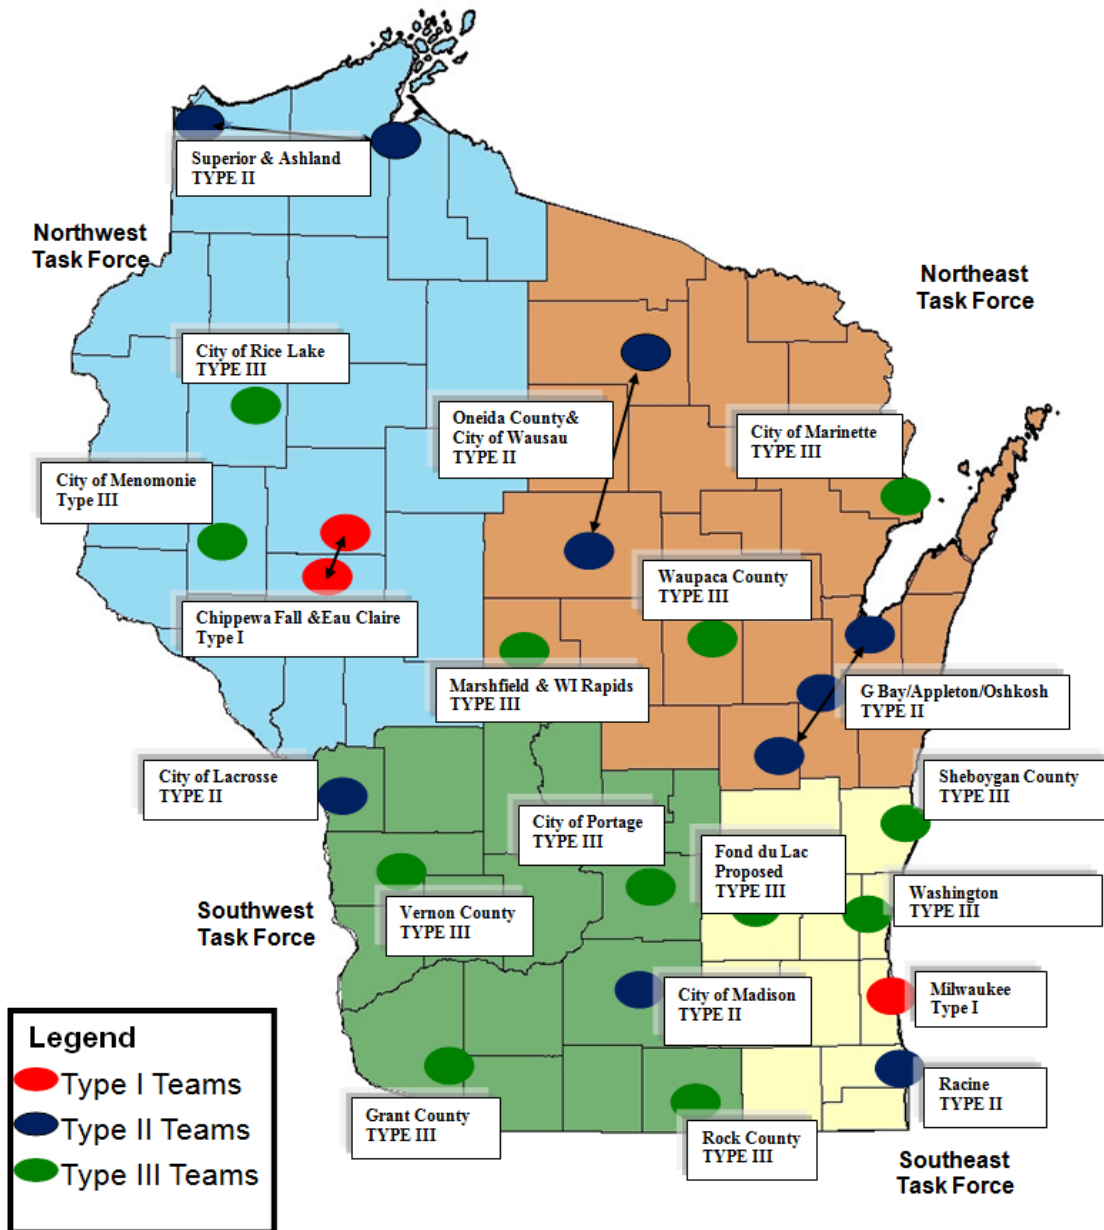 Superior & Ashland
TYPE II
Northwest
Task Force
Northeast
Task Force
City of Rice Lake
TYPE III
Oneida County&
City of Wausau
TYPE II
City of Marinette
TYPE III
City of Menomonie
Type III
Waupaca County
TYPE III
Chippewa Fall &Eau Claire
Type I
Marshfield & WI Rapids
TYPE III
G Bay/Appleton/Oshkosh
TYPE II
City of Lacrosse
TYPE II
Sheboygan County
TYPE III
City of Portage
TYPE III
Fond du Lac
Proposed
TYPE III
Washington
TYPE III
Vernon County
TYPE III
Southwest
Task Force
City of Madison
TYPE II
Milwaukee
Type I
Legend
Type I Teams
Type II Teams
Type III Teams
Grant County
TYPE III
Rock County
TYPE III
Racine
TYPE II
Southeast
Task Force